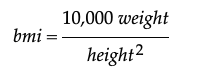 bmi = 10,000 weight
height²